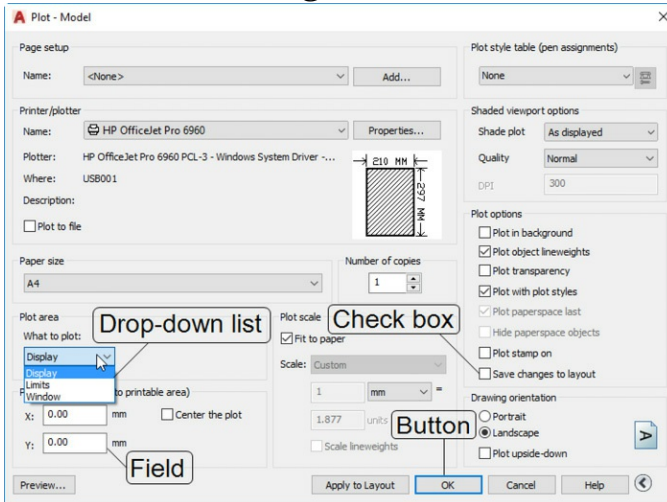 Plot - Model
Page setup
Name: <None> Add...
Plot style table (pen assignments)
None
Printer/plotter
Name: HP OfficeJet Pro 6960 Properties...
Plotter: HP OfficeJet Pro 6960 PCL-3 - Windows System Driver -...
Where: USB001
Description:
Plot to file
210 MM
297 MM
Shaded viewport options
Shade plot As displayed
Quality Normal
DPI 300
Paper size
A4
Number of copies
1
Plot options
Plot in background
Plot object lineweights
Plot transparency
Plot with plot styles
Plot paperspace last
Hide paperspace objects
Plot stamp on
Save changes to layout
Plot area
What to plot:
Display
Display
Limits
Window
Drop-down list
Plot scale
Fit to paper
Check box
Scale: Custom
1 mm =
1.877 units
Scale lineweights
to printable area)
X: 0.00 mm Center the plot
Y: 0.00 mm
Field
Button
Drawing orientation
Portrait
Landscape
Plot upside-down
A
Preview... Apply to Layout OK Cancel Help